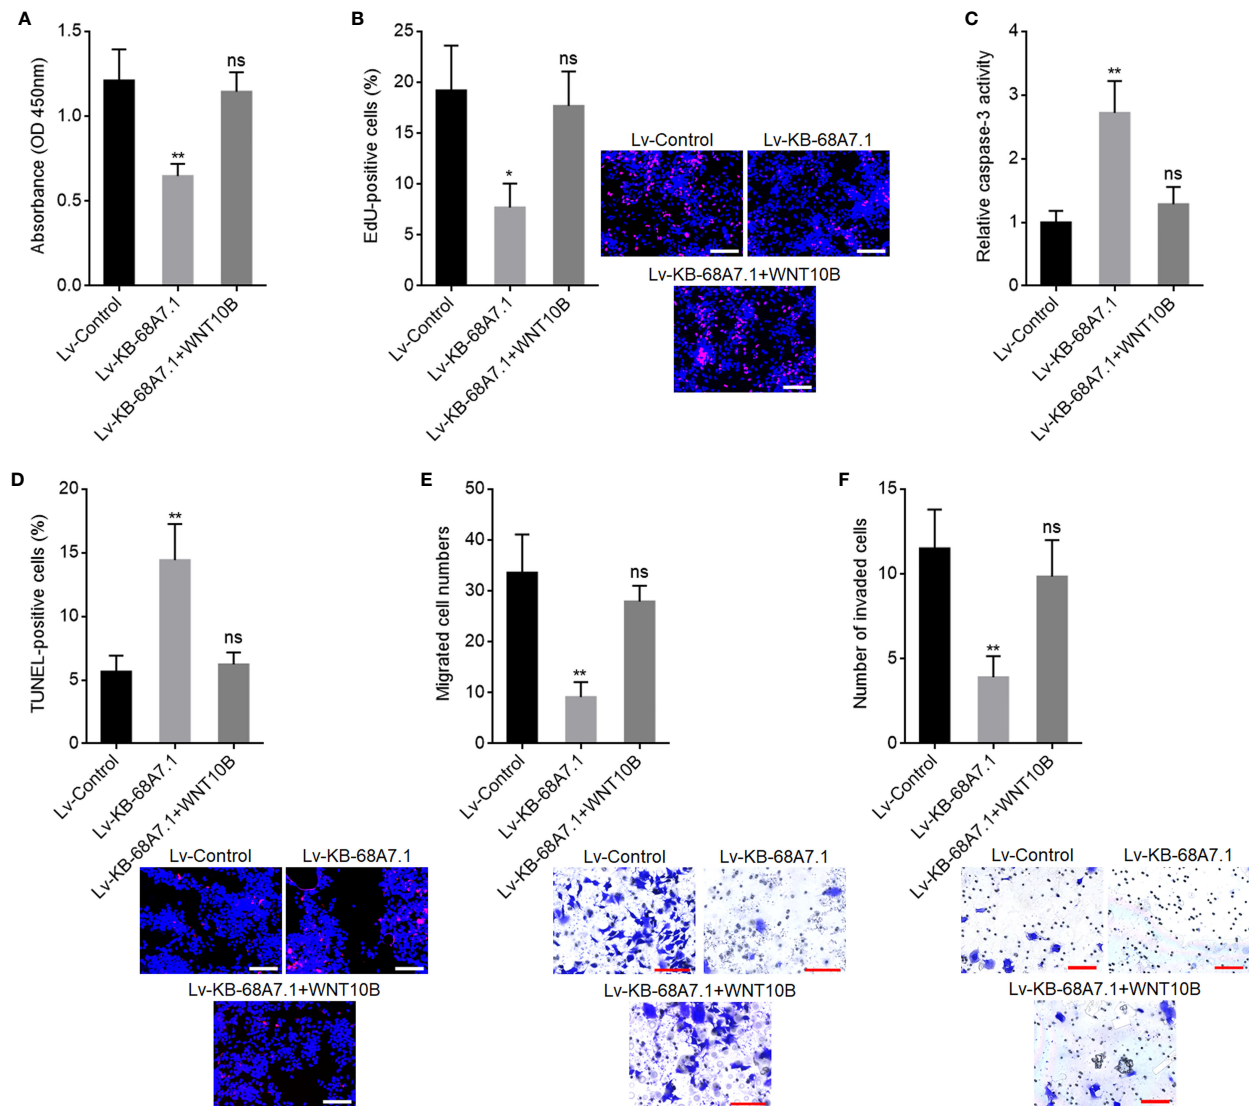 A
Absorbance (OD 450nm)
1.5
1.0
0.5
0.0
**
ns
Lv-Control
Lv-KB-68A7.1
Lv-KB-68A7.1+WNT10B
B
EdU-positive cells (%)
25
20
15
10
5
0
*
ns
Lv-Control
Lv-KB-68A7.1
Lv-KB-68A7.1+WNT10B
Lv-Control
Lv-KB-68A7.1
Lv-KB-68A7.1+WNT10B
C
Relative caspase-3 activity
4
3
2
1
0
**
ns
Lv-Control
Lv-KB-68A7.1
Lv-KB-68A7.1+WNT10B
D
TUNEL-positive cells (%)
20
15
10
5
0
**
ns
Lv-Control
Lv-KB-68A7.1
Lv-KB-68A7.1+WNT10B
Lv-Control
Lv-KB-68A7.1
Lv-KB-68A7.1+WNT10B
E
Migrated cell numbers
50
40
30
20
10
0
**
ns
Lv-Control
Lv-KB-68A7.1
Lv-KB-68A7.1+WNT10B
Lv-Control
Lv-KB-68A7.1
Lv-KB-68A7.1+WNT10B
F
Number of invaded cells
15
10
5
0
**
ns
Lv-Control
Lv-KB-68A7.1
Lv-KB-68A7.1+WNT10B
Lv-Control
Lv-KB-68A7.1
Lv-KB-68A7.1+WNT10B